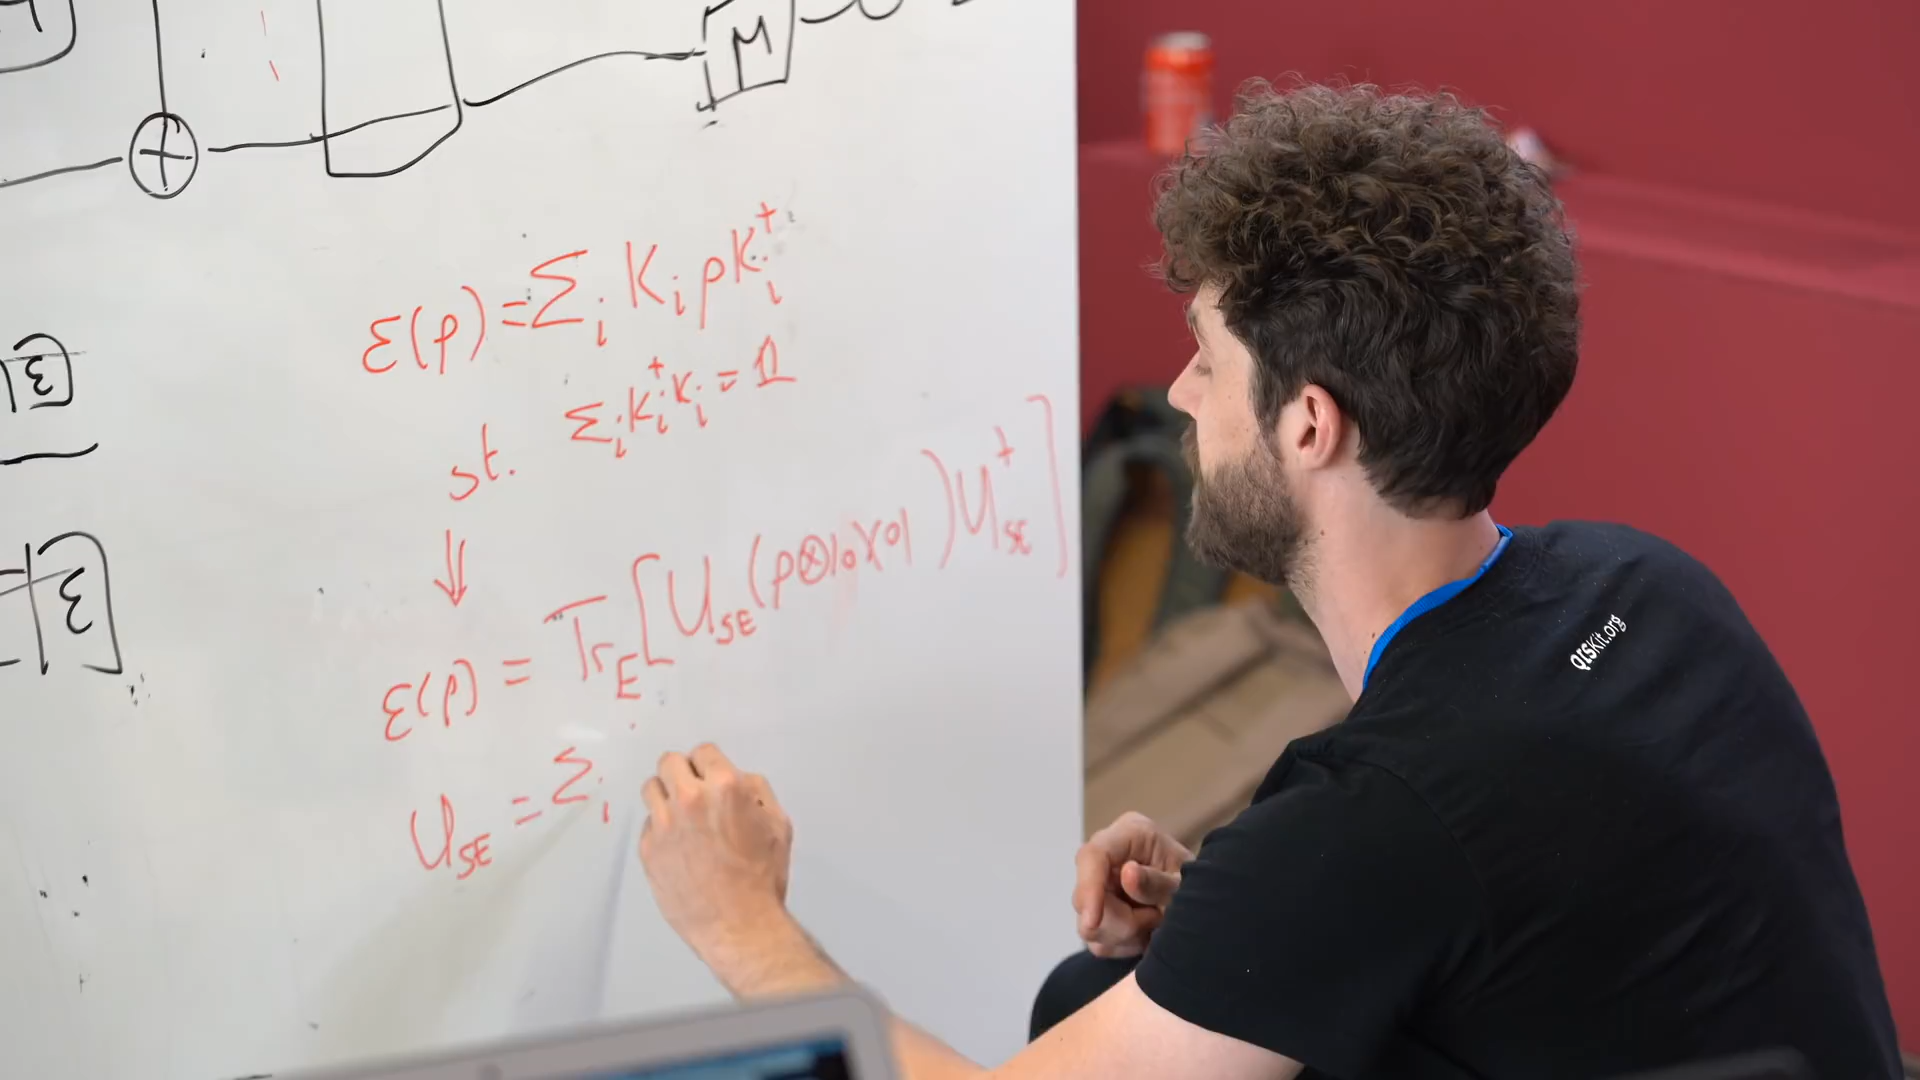 M
ε(ρ) = Σᵢ Kᵢ ρ Kᵢ†
st. Σᵢ Kᵢ† Kᵢ = 𝟙
ε
⇓
ε
ε(ρ) = Tr_E [U_SE (ρ⊗|0⟩⟨0|) U_SE†]
U_SE = Σᵢ
QISKit.org